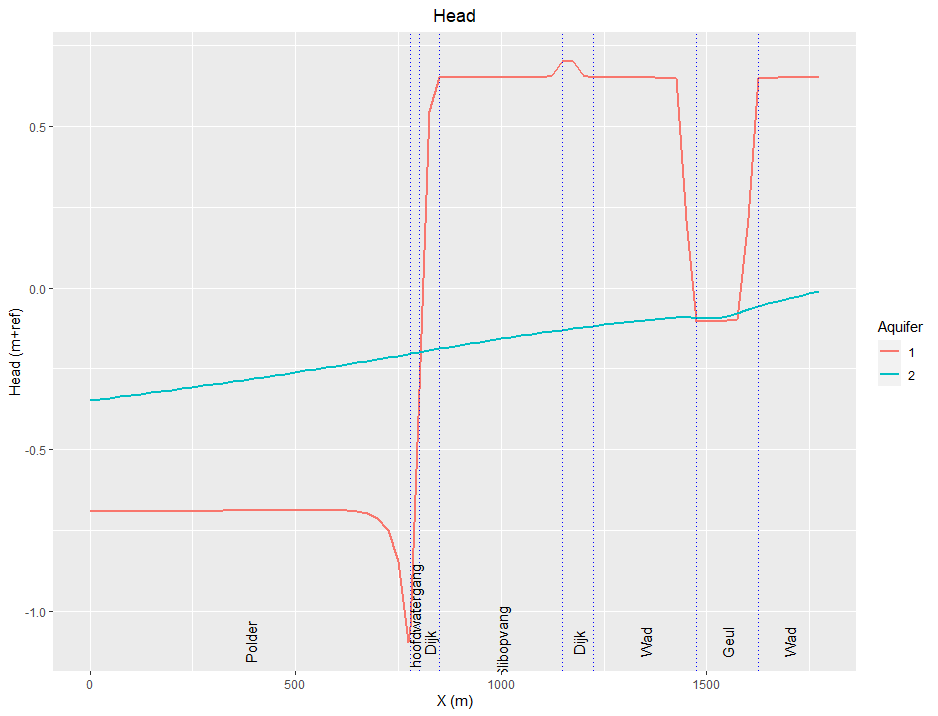 Head
0.5
0.0
-0.5
-1.0
Head (m+ref)
Polder
hoofdwatergang
Dijk
Slibopvang
Dijk
Wad
Geul
Wad
0
500
1000
1500
X (m)
Aquifer
1
2